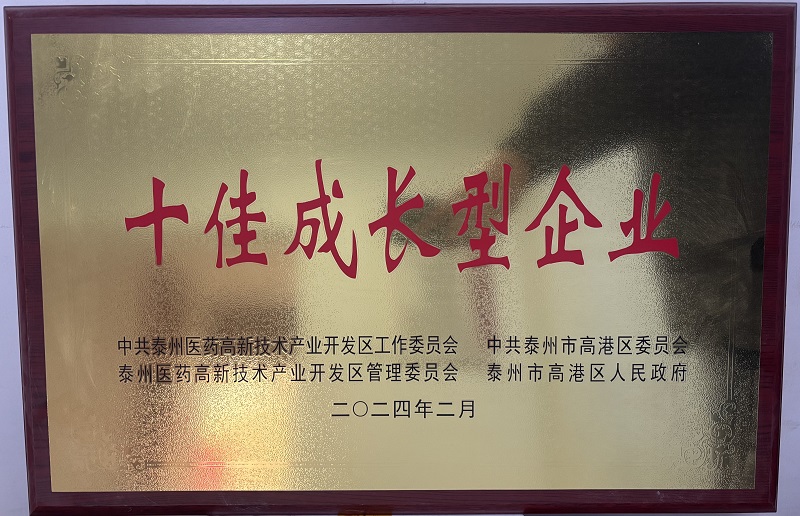 十佳成长型企业
中共泰州医药高新技术产业开发区工作委员会 中共泰州市高港区委员会
泰州医药高新技术产业开发区管理委员会 泰州市高港区人民政府
二〇二四年二月